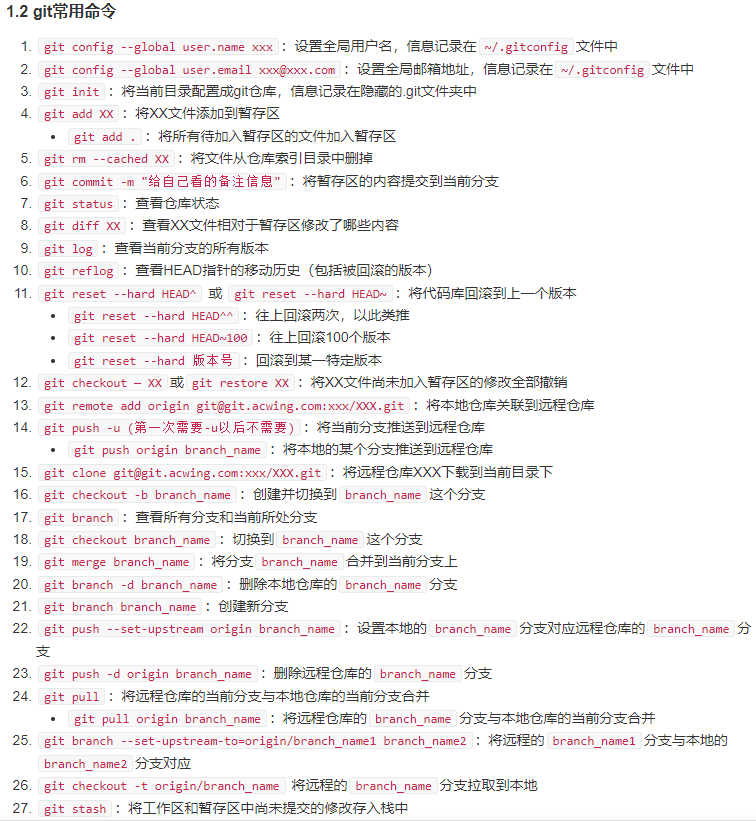 1.2 git常用命令
1. git config --global user.name xxx : 设置全局用户名，信息记录在 ~/.gitconfig 文件中
2. git config --global user.email xxx@xxx.com : 设置全局邮箱地址，信息记录在 ~/.gitconfig 文件中
3. git init : 将当前目录配置成git仓库，信息记录在隐藏的.git文件夹中
4. git add XX : 将XX文件添加到暂存区
• git add . : 将所有待加入暂存区的文件加入暂存区
5. git rm --cached XX : 将文件从仓库索引目录中删掉
6. git commit -m "给自己看的备注信息" : 将暂存区的内容提交到当前分支
7. git status : 查看仓库状态
8. git diff XX : 查看XX文件相对于暂存区修改了哪些内容
9. git log : 查看当前分支的所有版本
10. git reflog : 查看HEAD指针的移动历史（包括被回滚的版本）
11. git reset --hard HEAD^ 或 git reset --hard HEAD~ : 将代码库回滚到上一个版本
• git reset --hard HEAD^^ : 往上回滚两次，以此类推
• git reset --hard HEAD~100 : 往上回滚100个版本
• git reset --hard 版本号 : 回滚到某一特定版本
12. git checkout — XX 或 git restore XX : 将XX文件尚未加入暂存区的修改全部撤销
13. git remote add origin git@git.acwing.com:xxx/XXX.git : 将本地仓库关联到远程仓库
14. git push -u (第一次需要-u以后不需要) : 将当前分支推送到远程仓库
• git push origin branch_name : 将本地的某个分支推送到远程仓库
15. git clone git@git.acwing.com:xxx/XXX.git : 将远程仓库XXX下载到当前目录下
16. git checkout -b branch_name : 创建并切换到 branch_name 这个分支
17. git branch : 查看所有分支和当前所处分支
18. git checkout branch_name : 切换到 branch_name 这个分支
19. git merge branch_name : 将分支 branch_name 合并到当前分支上
20. git branch -d branch_name : 删除本地仓库的 branch_name 分支
21. git branch branch_name : 创建新分支
22. git push --set-upstream origin branch_name : 设置本地的 branch_name 分支对应远程仓库的 branch_name 分
支
23. git push -d origin branch_name : 删除远程仓库的 branch_name 分支
24. git pull : 将远程仓库的当前分支与本地仓库的当前分支合并
• git pull origin branch_name : 将远程仓库的 branch_name 分支与本地仓库的当前分支合并
25. git branch --set-upstream-to=origin/branch_name1 branch_name2 : 将远程的 branch_name1 分支与本地的
branch_name2 分支对应
26. git checkout -t origin/branch_name 将远程的 branch_name 分支拉取到本地
27. git stash : 将工作区和暂存区中尚未提交的修改存入栈中